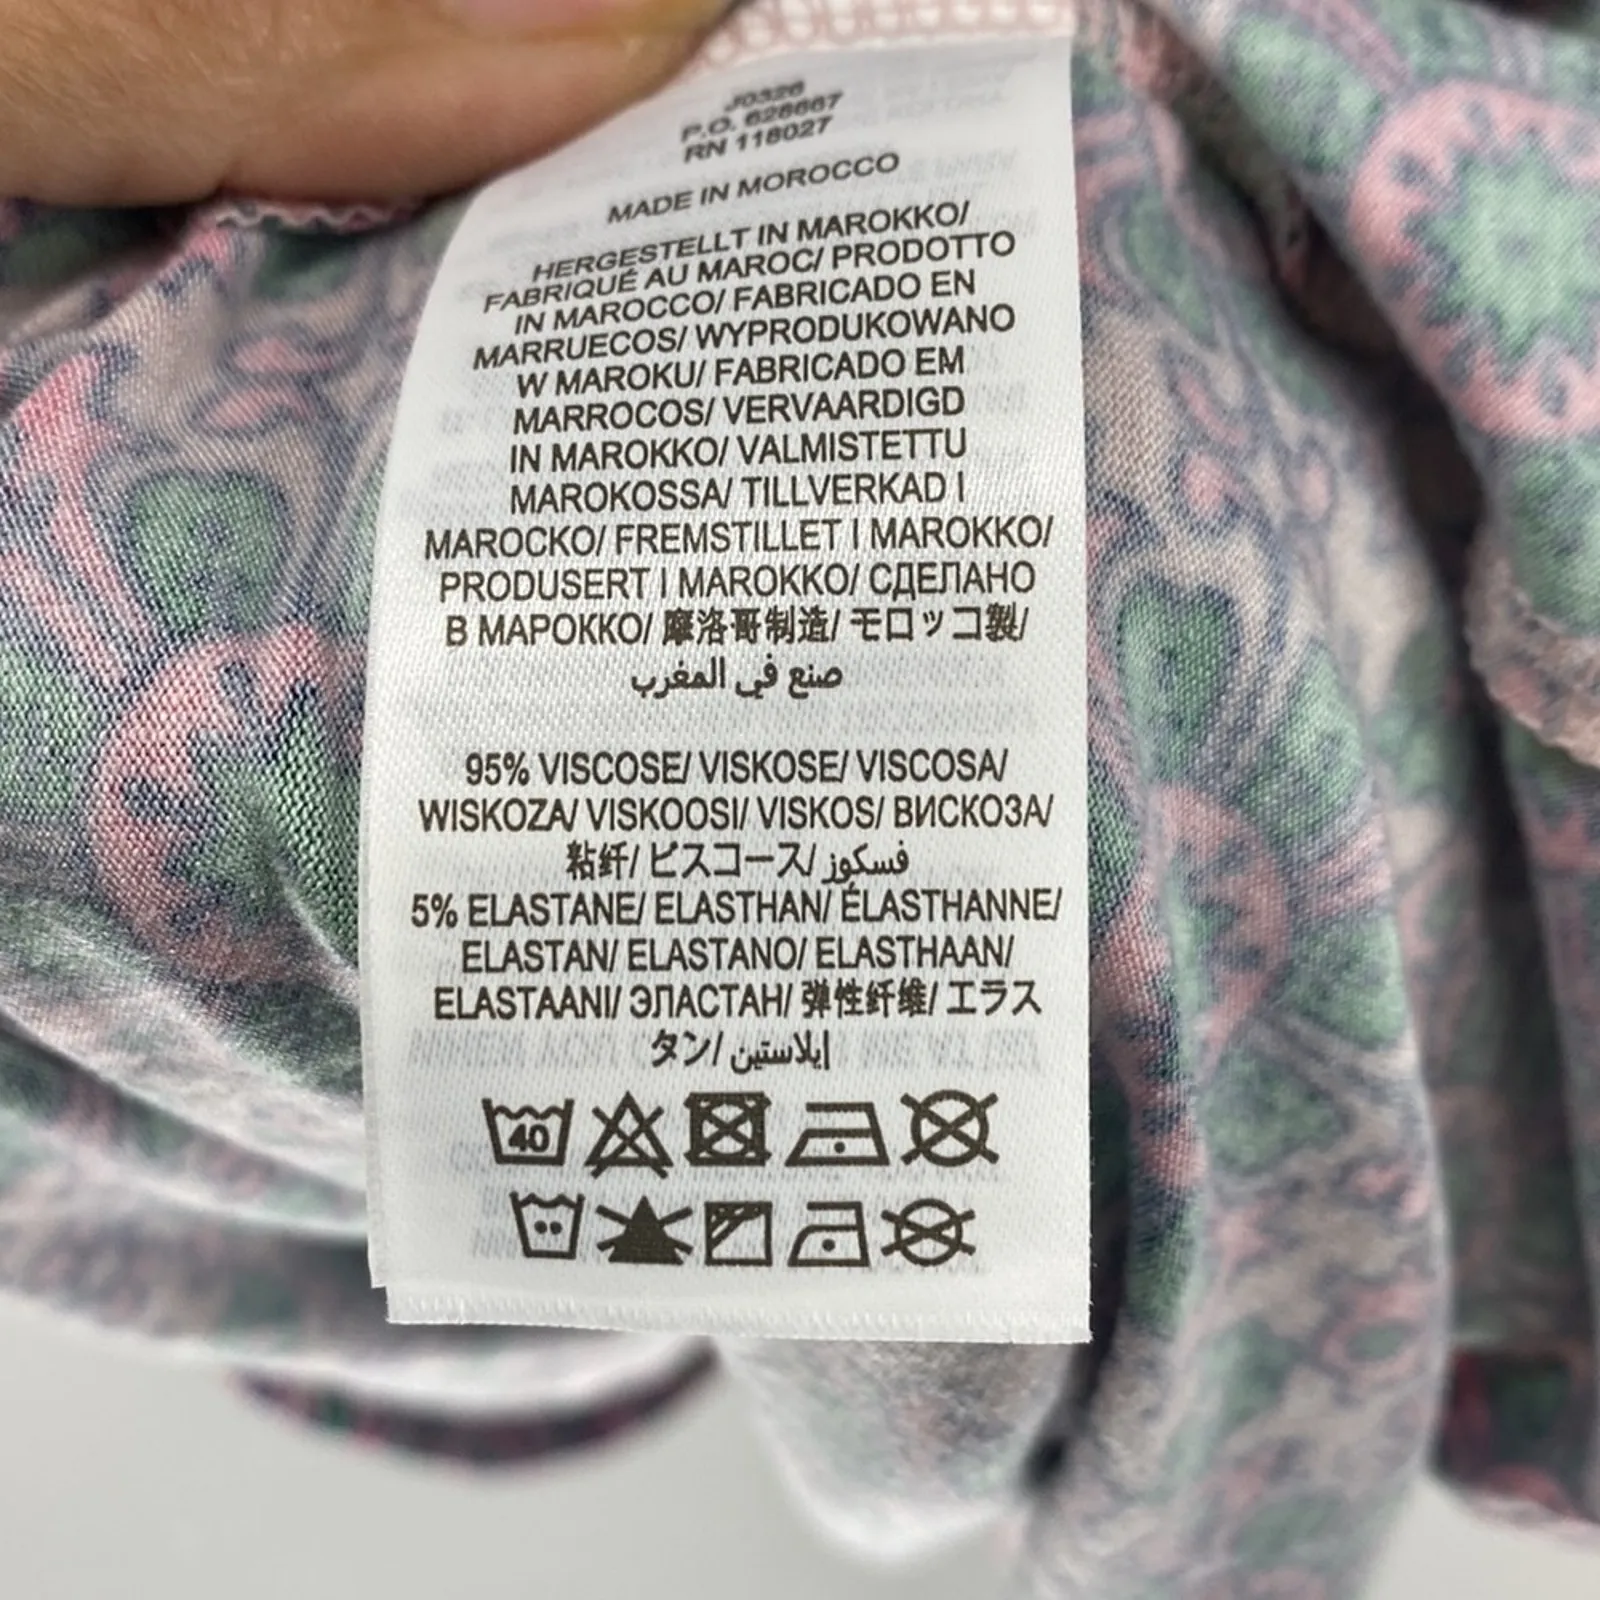 J0326
P.O. 628667
RN 118027
MADE IN MOROCCO
HERGESTELLT IN MAROKKO/
FABRIQUÉ AU MAROC/ PRODOTTO
IN MAROCCO/ FABRICADO EN
MARRUECOS/ WYPRODUKOWANO
W MAROKU/ FABRICADO EM
MARROCOS/ VERVAARDIGD
IN MAROKKO/ VALMISTETTU
MAROKOSSA/ TILLVERKAD I
MAROCKO/ FREMSTILLET I MAROKKO/
PRODUSERT I MAROKKO/ СДЕЛАНО
В МАРОККО/ 摩洛哥制造/ モロッコ製/
صنع في المغرب
95% VISCOSE/ VISKOSE/ VISCOSA/
WISKOZA/ VISKOOSI/ VISKOS/ ВИСКОЗА/
粘纤/ ビスコース/ فسكوز
5% ELASTANE/ ELASTHAN/ ÉLASTHANNE/
ELASTAN/ ELASTANO/ ELASTHAAN/
ELASTAANI/ ЭЛАСТАН/ 弹性纤维/ エラス
タン/ إيلاستين
40